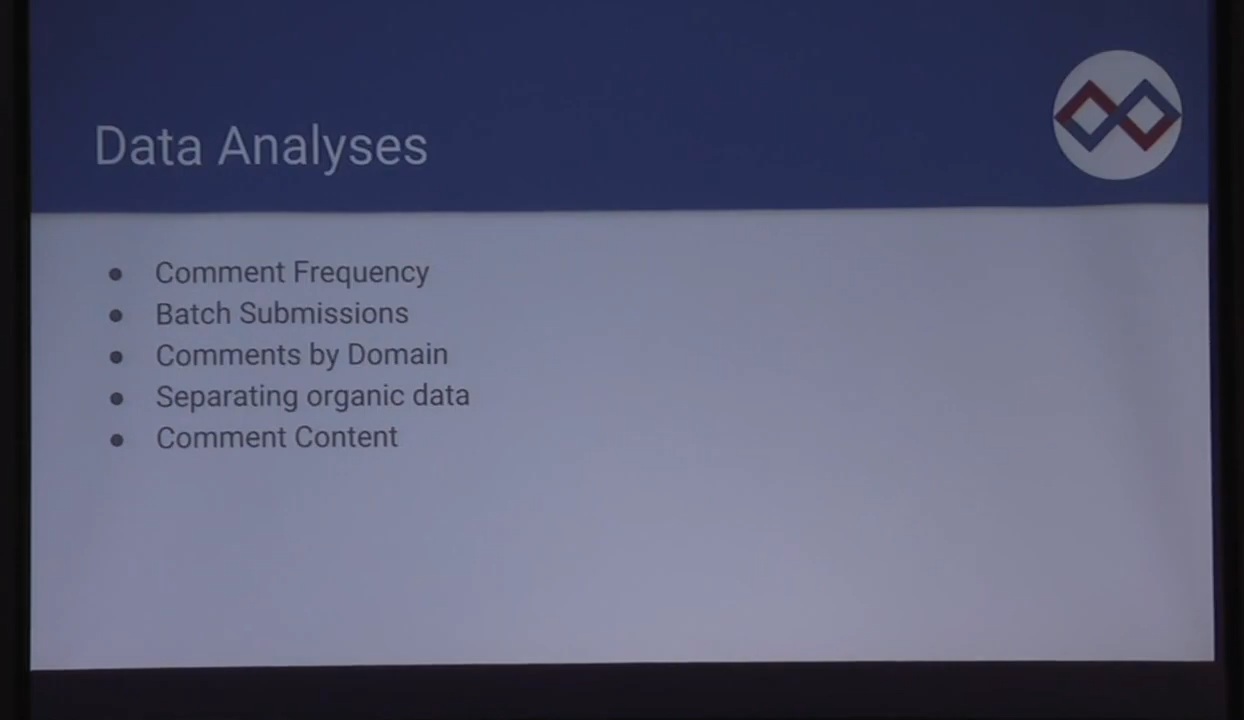 Data Analyses
● Comment Frequency
● Batch Submissions
● Comments by Domain
● Separating organic data
● Comment Content